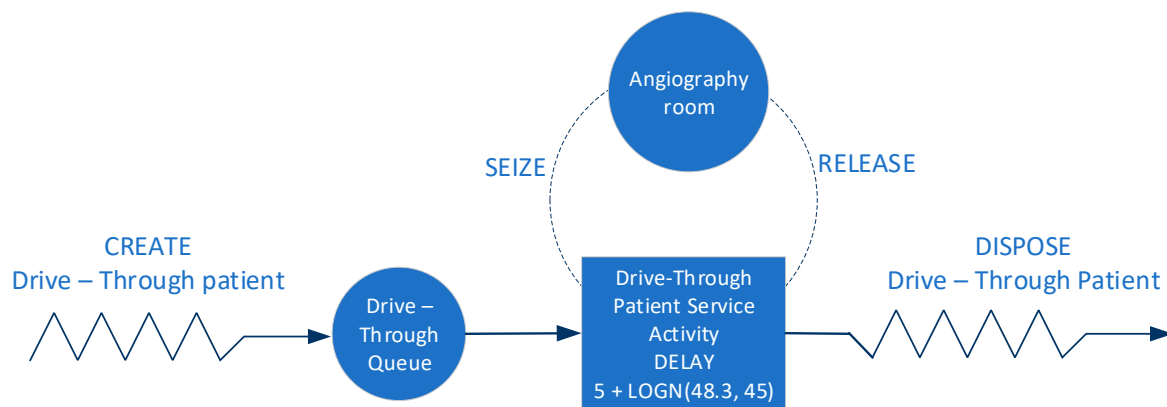 Angiography
room
SEIZE
RELEASE
CREATE
Drive – Through patient
Drive –
Through
Queue
Drive-Through
Patient Service
Activity
DELAY
5 + LOGN(48.3, 45)
DISPOSE
Drive – Through Patient